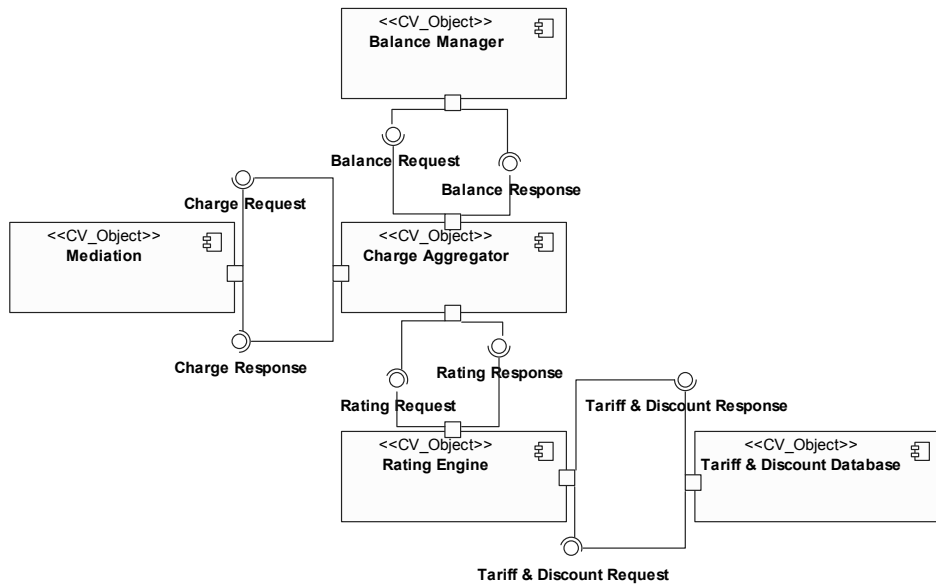 <<CV_Object>>
Balance Manager
Balance Request
Balance Response
Charge Request
<<CV_Object>>
Mediation
<<CV_Object>>
Charge Aggregator
Charge Response
Rating Response
Rating Request
Tariff & Discount Response
<<CV_Object>>
Rating Engine
<<CV_Object>>
Tariff & Discount Database
Tariff & Discount Request